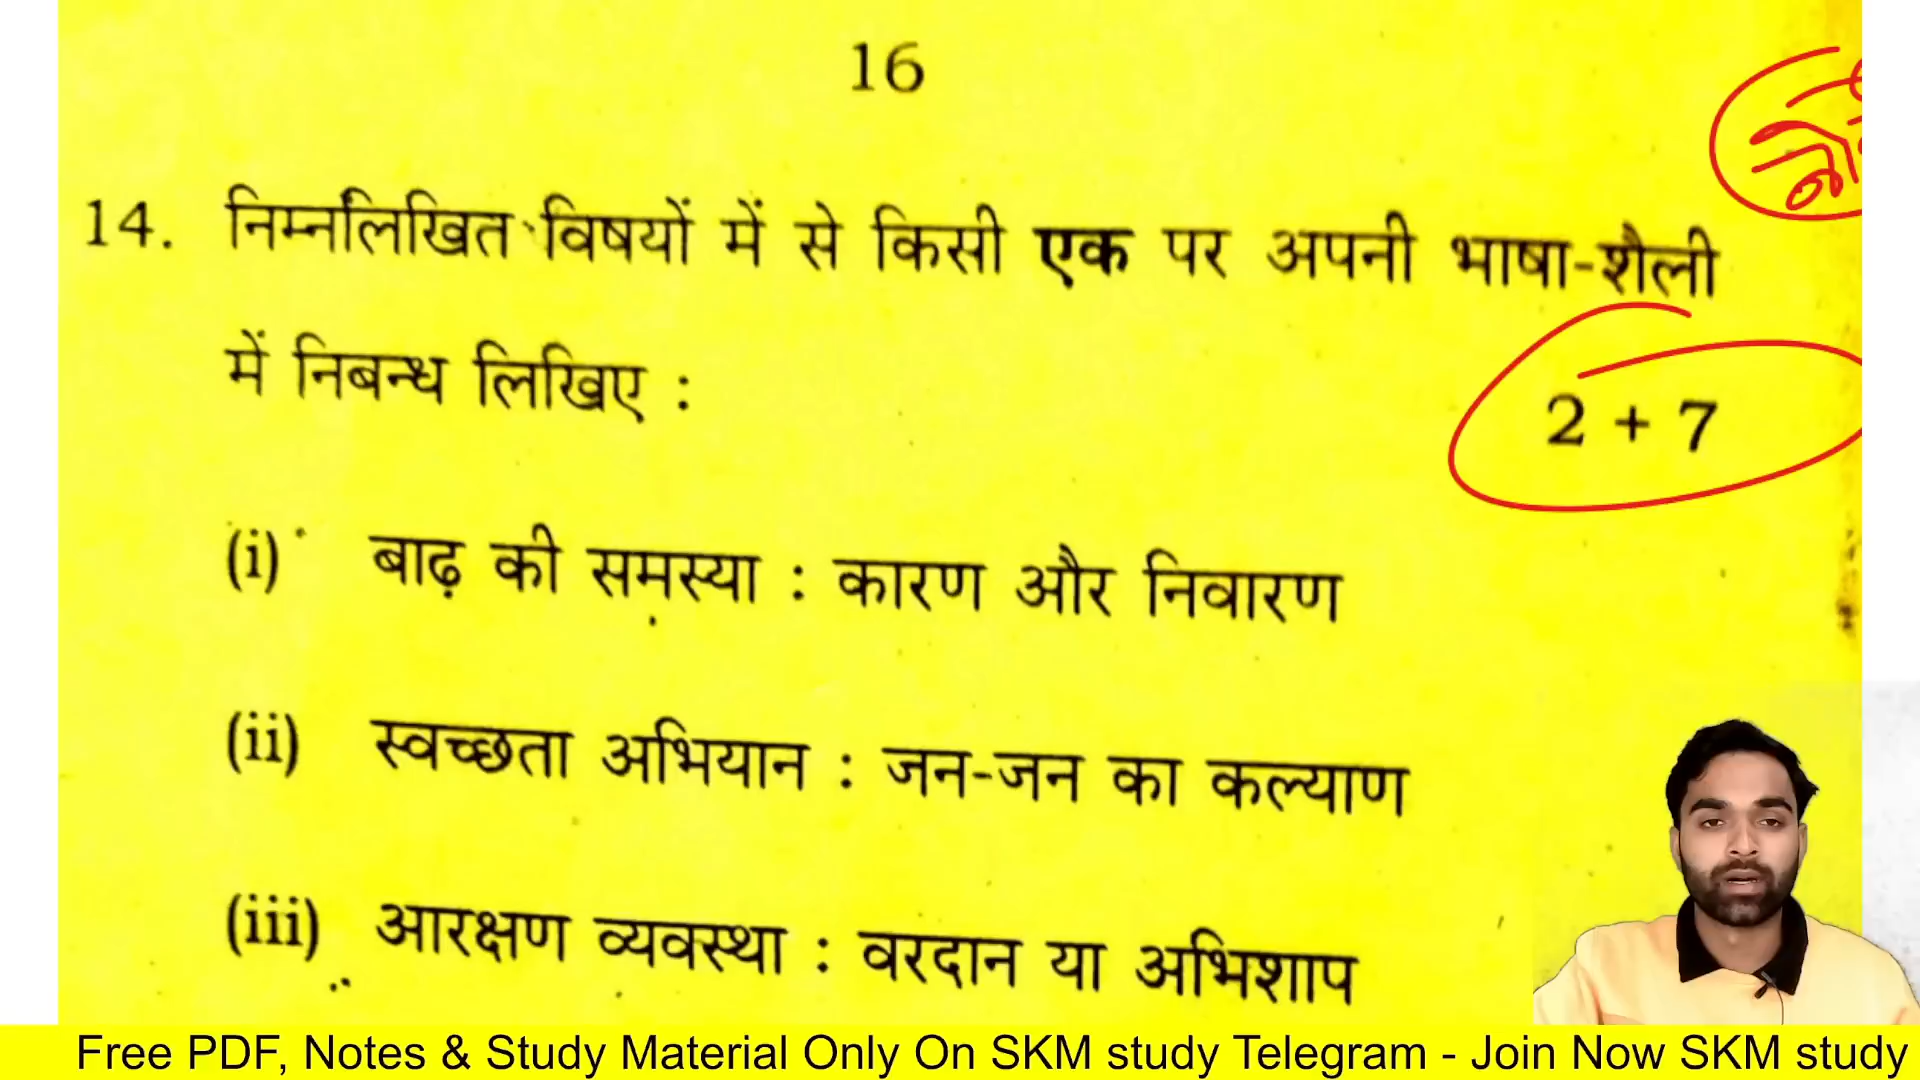 16
14. निम्नलिखित विषयों में से किसी एक पर अपनी भाषा-शैली
में निबन्ध लिखिए :
2 + 7
(i) बाढ़ की समस्या : कारण और निवारण
(ii) स्वच्छता अभियान : जन-जन का कल्याण
(iii) आरक्षण व्यवस्था : वरदान या अभिशाप
Free PDF, Notes & Study Material Only On SKM study Telegram - Join Now SKM study